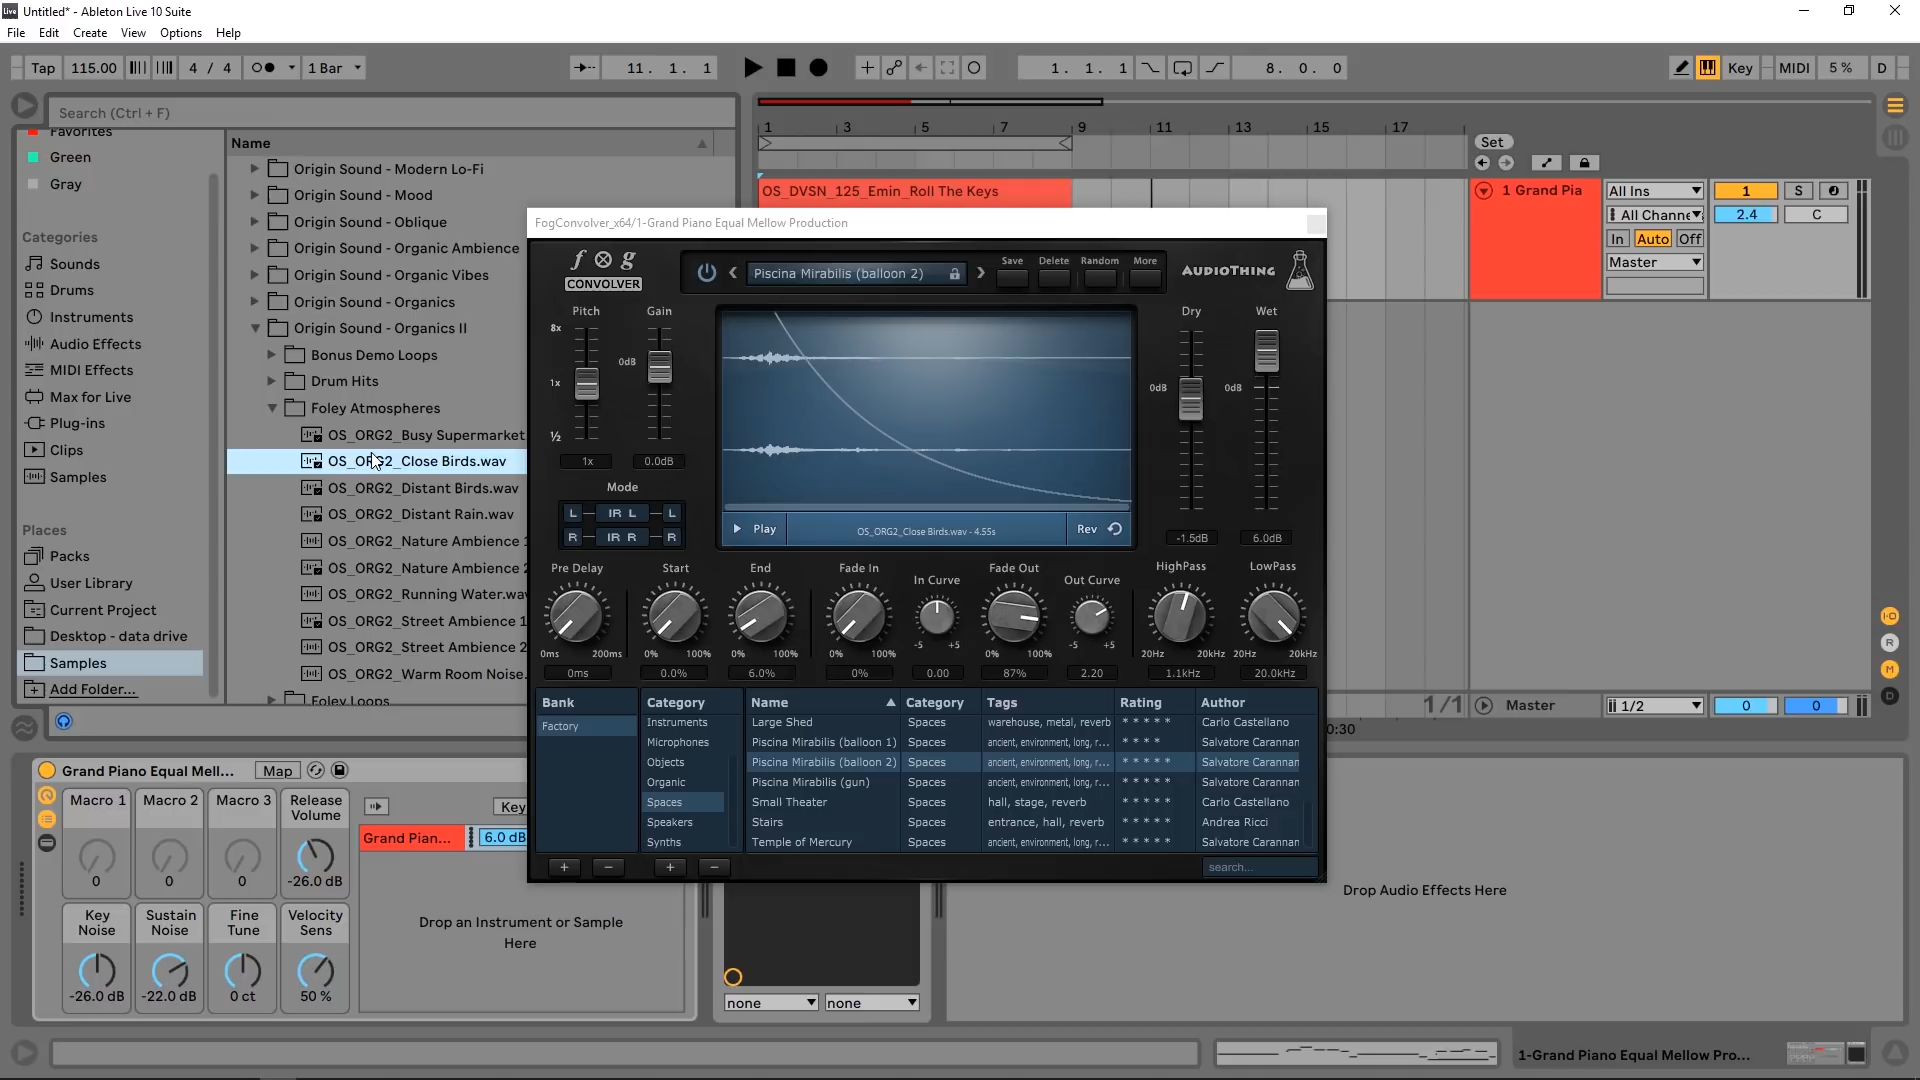 Untitled* - Ableton Live 10 Suite
File Edit Create View Options Help
Tap 115.00 4 / 4 1 Bar 11. 1. 1 1. 1. 1 8. 0. 0 Key MIDI 5 % D
Search (Ctrl + F)
Favorites
Green
Gray
Categories
Sounds
Drums
Instruments
Audio Effects
MIDI Effects
Max for Live
Plug-ins
Clips
Samples
Places
Packs
User Library
Current Project
Desktop - data drive
Samples
Add Folder...
Name
Origin Sound - Modern Lo-Fi
Origin Sound - Mood
Origin Sound - Oblique
Origin Sound - Organic Ambience
Origin Sound - Organic Vibes
Origin Sound - Organics
Origin Sound - Organics II
Bonus Demo Loops
Drum Hits
Foley Atmospheres
OS_ORG2_Busy Supermarket
OS_ORG2_Close Birds.wav
OS_ORG2_Distant Birds.wav
OS_ORG2_Distant Rain.wav
OS_ORG2_Nature Ambience 1
OS_ORG2_Nature Ambience 2
OS_ORG2_Running Water.wav
OS_ORG2_Street Ambience 1
OS_ORG2_Street Ambience 2
OS_ORG2_Warm Room Noise.
Foley Loops
1 3 5 7 9 11 13 15 17
Set
OS_DVSN_125_Emin_Roll The Keys
1 Grand Pia All Ins 1 S
All Channe 2.4 C
In Auto Off
Master
1/1 Master 1/2 0 0
0:30
FogConvolver_x64/1-Grand Piano Equal Mellow Production
fog
CONVOLVER
Piscina Mirabilis (balloon 2)
Save Delete Random More
AUDIOTHING
Pitch Gain
8x
0dB
1x
½
1x 0.0dB
Mode
L IR L L
R IR R R
Play OS_ORG2_Close Birds.wav - 4.55s Rev
Dry Wet
0dB 0dB
-1.5dB 6.0dB
Pre Delay Start End Fade In In Curve Fade Out Out Curve HighPass LowPass
0ms 200ms 0% 100% 0% 100% 0% 100% -5 +5 0% 100% -5 +5 20Hz 20kHz 20Hz 20kHz
0ms 0.0% 6.0% 0% 0.00 87% 2.20 1.1kHz 20.0kHz
Bank Category Name Category Tags Rating Author
Factory
Instruments
Microphones
Objects
Organic
Spaces
Speakers
Synths
Large Shed Spaces warehouse, metal, reverb * * * * * Carlo Castellano
Piscina Mirabilis (balloon 1) Spaces ancient, environment, long, r... * * * * Salvatore Carannan
Piscina Mirabilis (balloon 2) Spaces ancient, environment, long, r... * * * * * Salvatore Carannan
Piscina Mirabilis (gun) Spaces ancient, environment, long, r... * * * * * Salvatore Carannan
Small Theater Spaces hall, stage, reverb * * * * * Carlo Castellano
Stairs Spaces entrance, hall, reverb * * * * * Andrea Ricci
Temple of Mercury Spaces ancient, environment, long, r... * * * * * Salvatore Carannan
+ - + - search...
Grand Piano Equal Mell... Map
Macro 1 Macro 2 Macro 3 Release Volume
0 0 0 -26.0 dB
Key Noise Sustain Noise Fine Tune Velocity Sens
-26.0 dB -22.0 dB 0 ct 50 %
Key
Grand Pian... 6.0 dB
Drop an Instrument or Sample
Here
none none
Drop Audio Effects Here
1-Grand Piano Equal Mellow Pro...